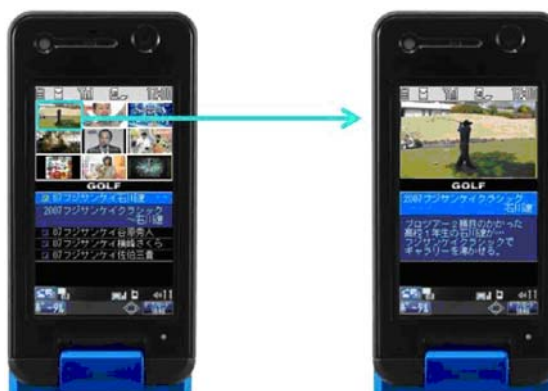 GOLF
07フジサンケイ石川遼
2007フジサンケイクラシック
～石川遼
07フジサンケイ谷原秀人
07フジサンケイ横峰さくら
07フジサンケイ佐伯三貴
11
GOLF
2007フジサンケイクラシック
～石川遼
プロツアー2勝目のかかった
高校1年生の石川遼が…
フジサンケイクラシックで
ギャラリーを沸かせる。
11